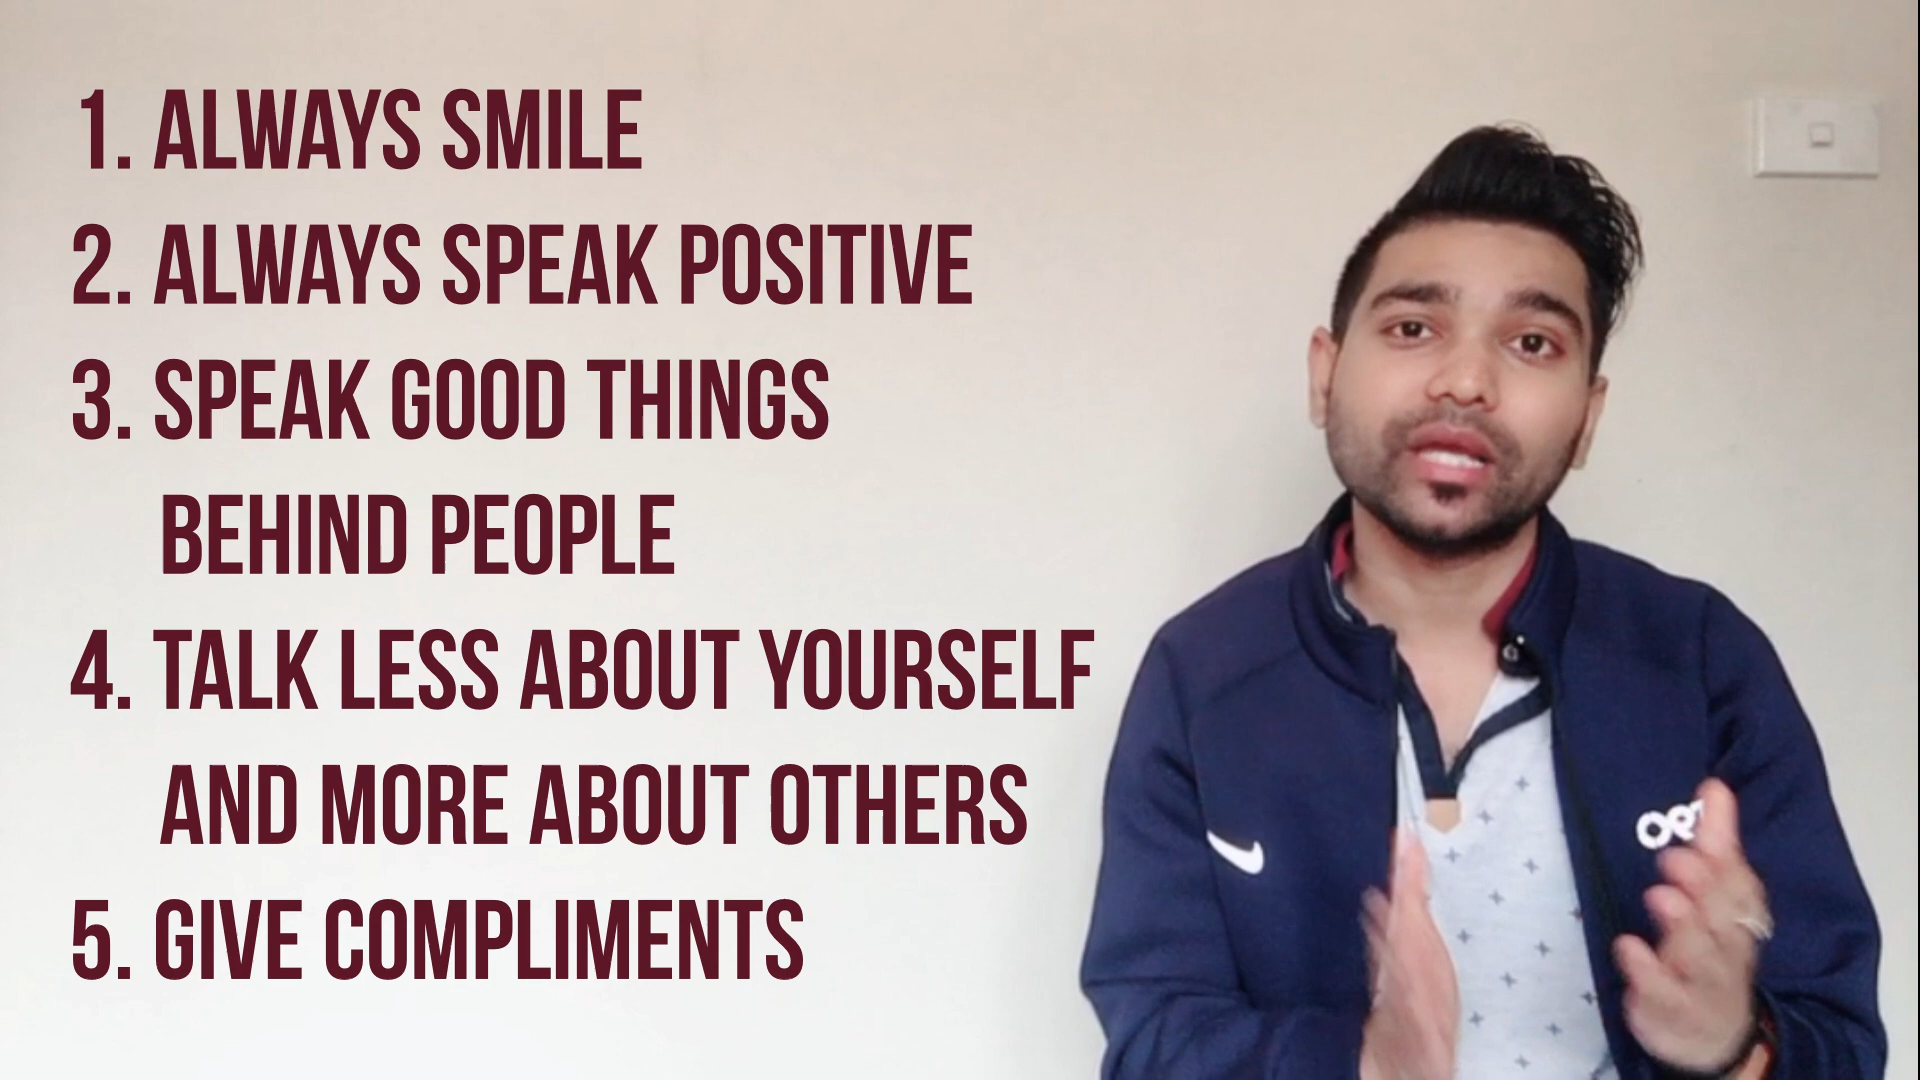 1. ALWAYS SMILE
2. ALWAYS SPEAK POSITIVE
3. SPEAK GOOD THINGS
BEHIND PEOPLE
4. TALK LESS ABOUT YOURSELF
AND MORE ABOUT OTHERS
5. GIVE COMPLIMENTS